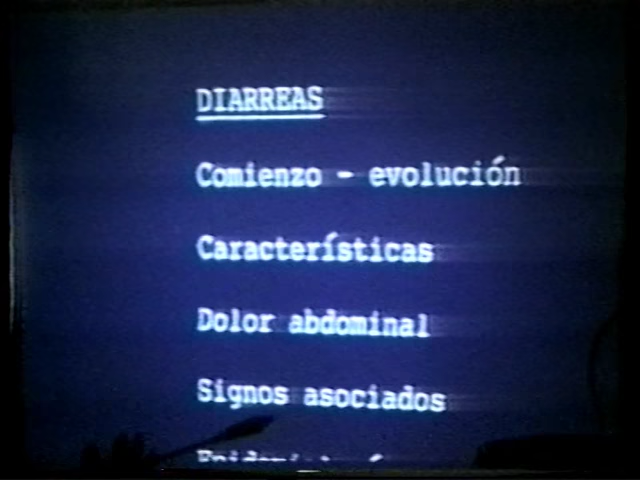 DIARREAS
Comienzo - evolución
Características
Dolor abdominal
Signos asociados